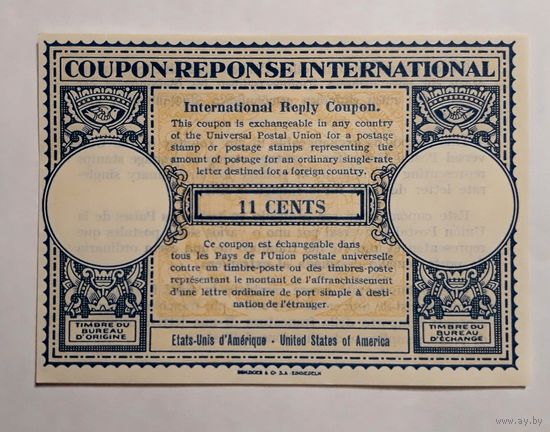 COUPON-REPONSE INTERNATIONAL
International Reply Coupon.
This coupon is exchangeable in any country
of the Universal Postal Union for a postage
stamp or postage stamps representing the
amount of postage for an ordinary single-rate
letter destined for a foreign country.
11 CENTS
Ce coupon est échangeable dans
tous les Pays de l'Union postale universelle
contre un timbre-poste ou des timbres-poste
représentant le montant de l'affranchissement
d'une lettre ordinaire de port simple à desti-
nation de l'étranger.
TIMBRE DU
BUREAU
D'ORIGINE
Etats-Unis d'Amérique - United States of America
TIMBRE DU
BUREAU
D'ÉCHANGE
BENZIGER & Co. S.A. EINSIEDELN
www.ay.by